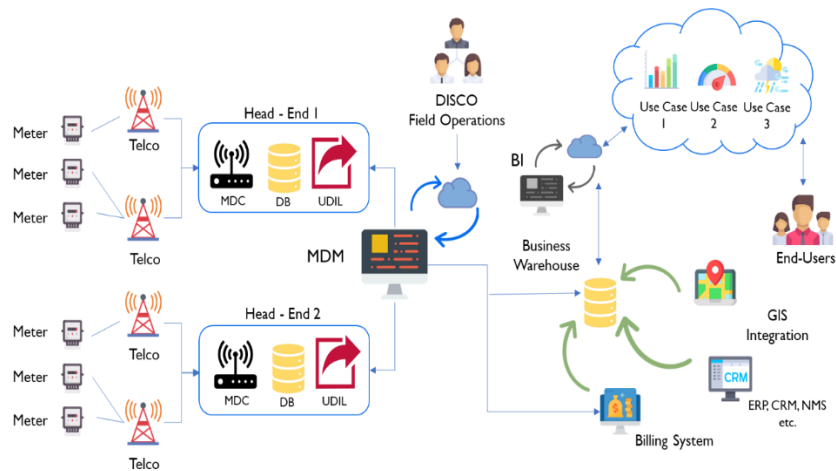 DISCO
Field Operations
Use Case
1
Use Case
2
Use Case
3
Head - End 1
Meter
Telco
Meter
MDC
DB
UDIL
Meter
Telco
BI
MDM
Business
Warehouse
End-Users
GIS
Integration
Head - End 2
Meter
Telco
Meter
MDC
DB
UDIL
Meter
Telco
CRM
ERP, CRM, NMS
etc.
Billing System